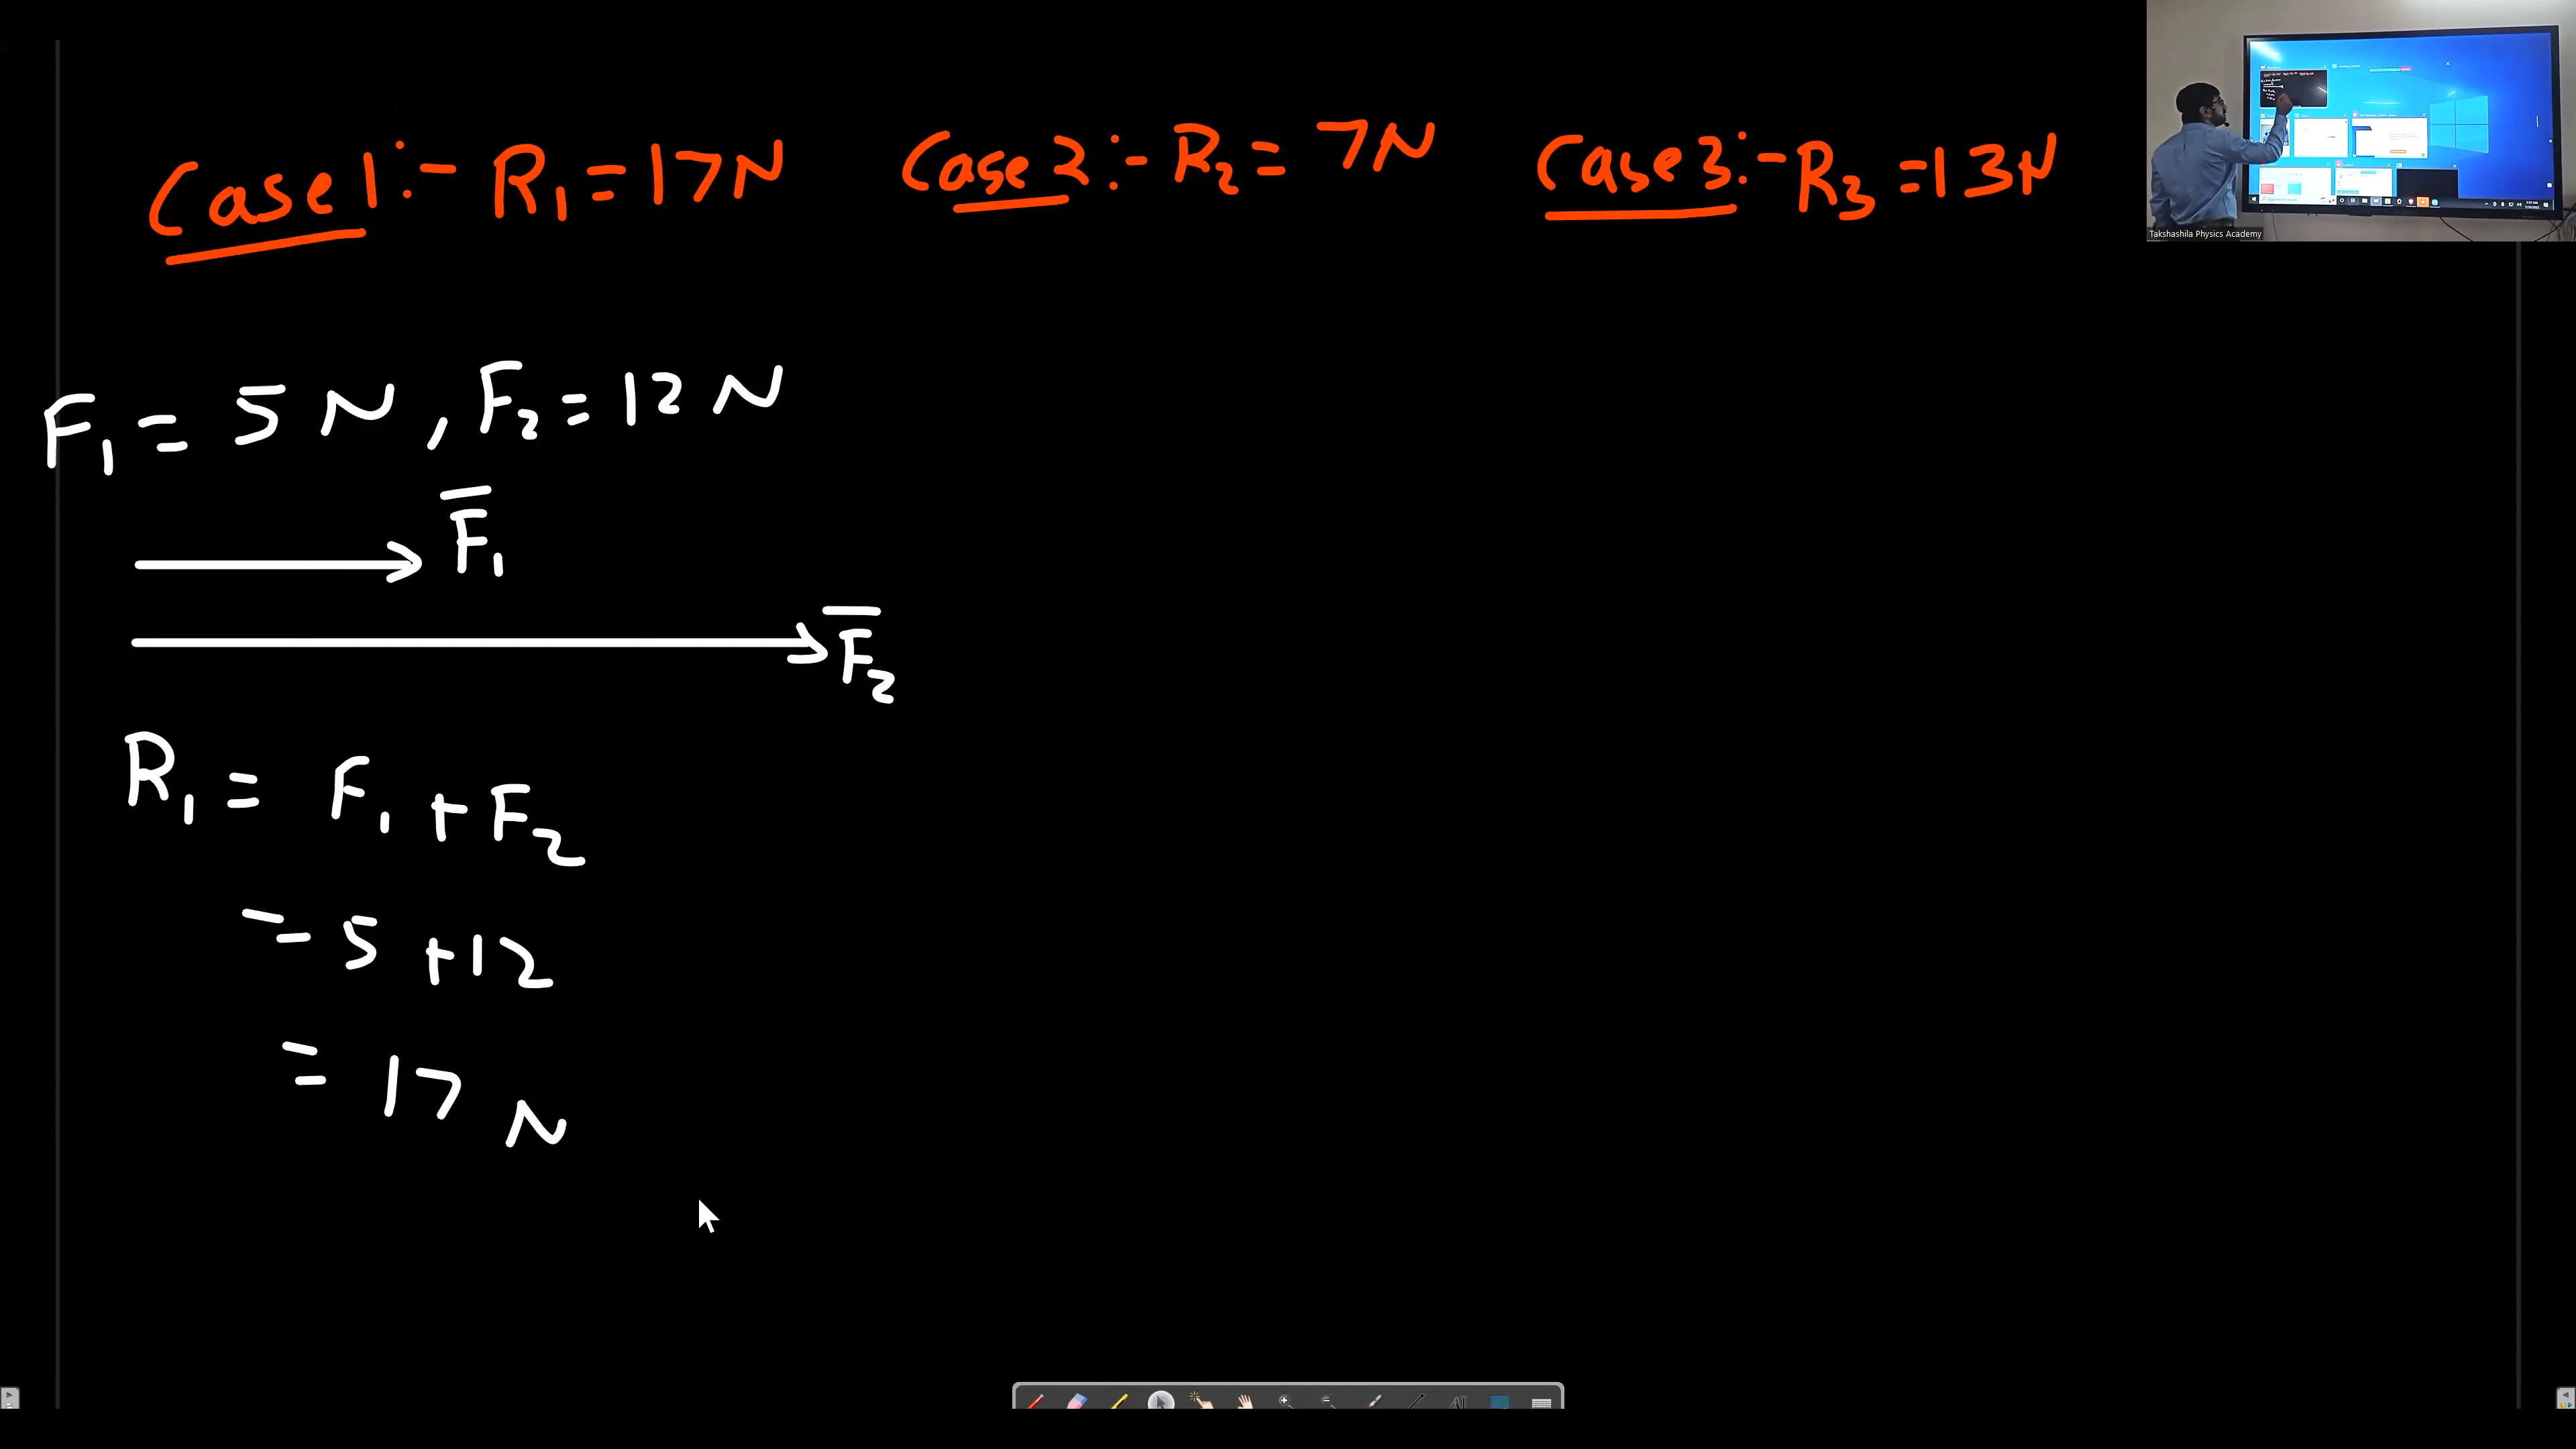 Case 1:- R₁ = 17N Case 2:- R₂ = 7N Case 3:- R₃ = 13N
Takshashila Physics Academy
F₁ = 5 N, F₂ = 12 N
F̅₁
F̅₂
R₁ = F₁ + F₂
= 5 + 12
= 17 N